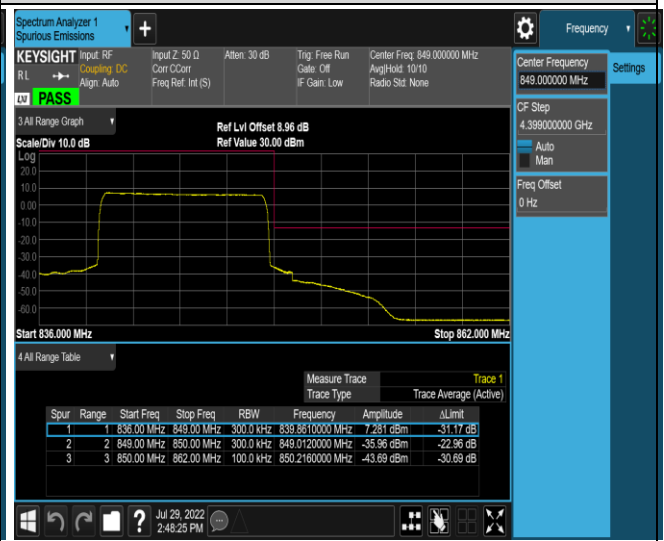 Spectrum Analyzer 1
Spurious Emissions
Frequency
KEYSIGHT
RL
Input: RF
Coupling: DC
Align: Auto
Input Z: 50 Ω
Corr CCorr
Freq Ref: Int (S)
Atten: 30 dB
Trig: Free Run
Gate: Off
IF Gain: Low
Center Freq: 849.000000 MHz
Avg|Hold: 10/10
Radio Std: None
LNI PASS
Center Frequency
849.000000 MHz
Settings
CF Step
4.399000000 GHz
Auto
Man
Freq Offset
0 Hz
3 All Range Graph
Scale/Div 10.0 dB
Ref Lvl Offset 8.96 dB
Ref Value 30.00 dBm
Log
20.0
10.0
0.00
-10.0
-20.0
-30.0
-40.0
-50.0
-60.0
Start 836.000 MHz
Stop 862.000 MHz
4 All Range Table
Measure Trace Trace 1
Trace Type Trace Average (Active)
Spur Range Start Freq Stop Freq RBW Frequency Amplitude ΔLimit
1 1 836.00 MHz 849.00 MHz 300.0 kHz 839.8610000 MHz 7.281 dBm -31.17 dB
2 2 849.00 MHz 850.00 MHz 300.0 kHz 849.0120000 MHz -35.96 dBm -22.96 dB
3 3 850.00 MHz 862.00 MHz 100.0 kHz 850.2160000 MHz -43.69 dBm -30.69 dB
Jul 29, 2022
2:48:25 PM